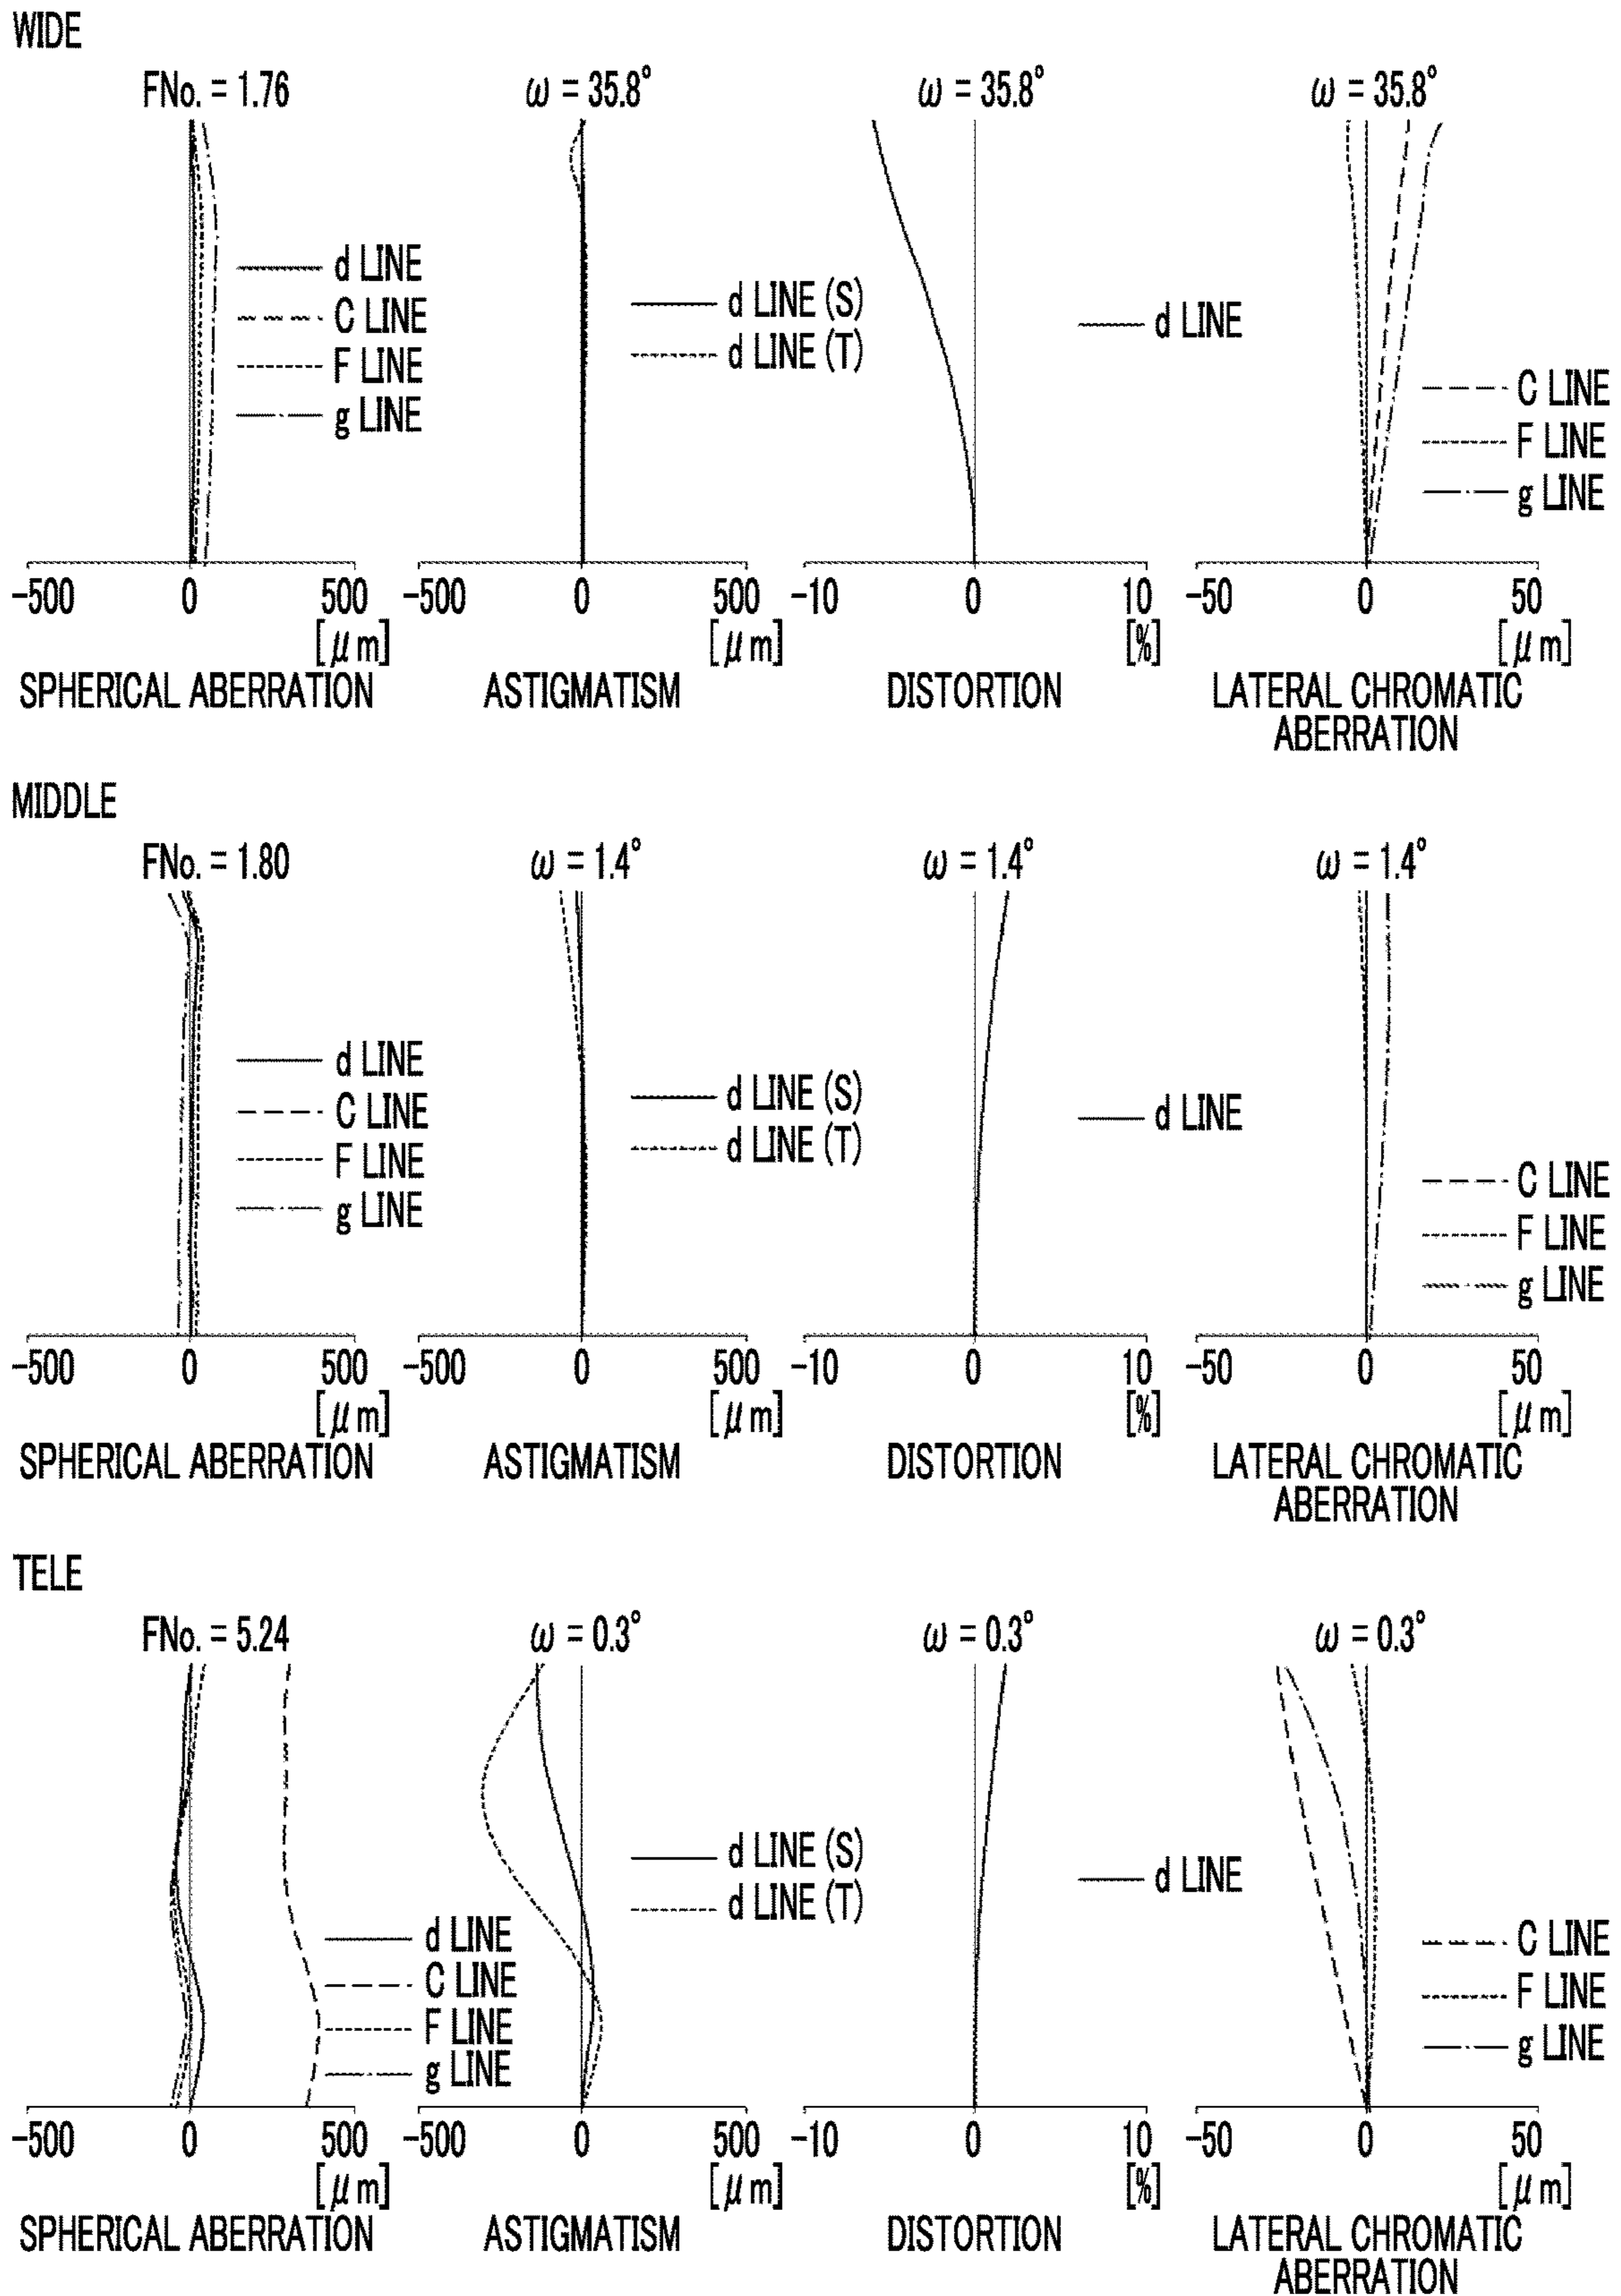 WIDE
FNo. = 1.76
ω = 35.8°
ω = 35.8°
ω = 35.8°
d LINE
C LINE
F LINE
g LINE
d LINE (S)
d LINE (T)
d LINE
C LINE
F LINE
g LINE
-500 0 500
[μm]
SPHERICAL ABERRATION
-500 0 500
[μm]
ASTIGMATISM
-10 0 10
[%]
DISTORTION
-50 0 50
[μm]
LATERAL CHROMATIC
ABERRATION
MIDDLE
FNo. = 1.80
ω = 1.4°
ω = 1.4°
ω = 1.4°
d LINE
C LINE
F LINE
g LINE
d LINE (S)
d LINE (T)
d LINE
C LINE
F LINE
g LINE
-500 0 500
[μm]
SPHERICAL ABERRATION
-500 0 500
[μm]
ASTIGMATISM
-10 0 10
[%]
DISTORTION
-50 0 50
[μm]
LATERAL CHROMATIC
ABERRATION
TELE
FNo. = 5.24
ω = 0.3°
ω = 0.3°
ω = 0.3°
d LINE
C LINE
F LINE
g LINE
d LINE (S)
d LINE (T)
d LINE
C LINE
F LINE
g LINE
-500 0 500
[μm]
SPHERICAL ABERRATION
-500 0 500
[μm]
ASTIGMATISM
-10 0 10
[%]
DISTORTION
-50 0 50
[μm]
LATERAL CHROMATIC
ABERRATION